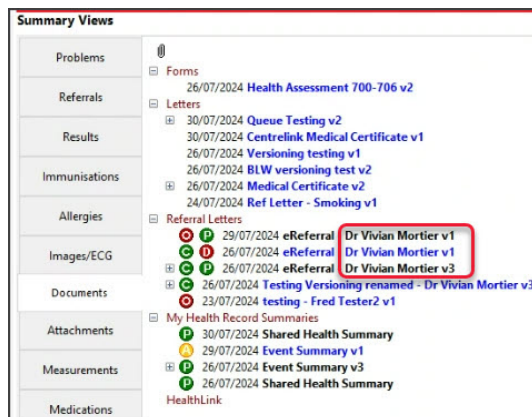 Summary Views
Problems
Referrals
Results
Immunisations
Allergies
Images/ECG
Documents
Attachments
Measurements
Medications
Forms
26/07/2024 Health Assessment 700-706 v2
Letters
30/07/2024 Queue Testing v2
30/07/2024 Centrelink Medical Certificate v1
26/07/2024 Versioning testing v1
26/07/2024 BLW versioning test v2
26/07/2024 Medical Certificate v2
24/07/2024 Ref Letter - Smoking v1
Referral Letters
O P 29/07/2024 eReferral Dr Vivian Mortier v1
C D 26/07/2024 eReferral Dr Vivian Mortier v1
C P 26/07/2024 eReferral Dr Vivian Mortier v3
C 26/07/2024 Testing Versioning renamed - Dr Vivian Mortier v3
O 23/07/2024 testing - Fred Tester2 v1
My Health Record Summaries
P 30/07/2024 Shared Health Summary
A 29/07/2024 Event Summary v1
P 26/07/2024 Event Summary v3
P 26/07/2024 Shared Health Summary
HealthLink